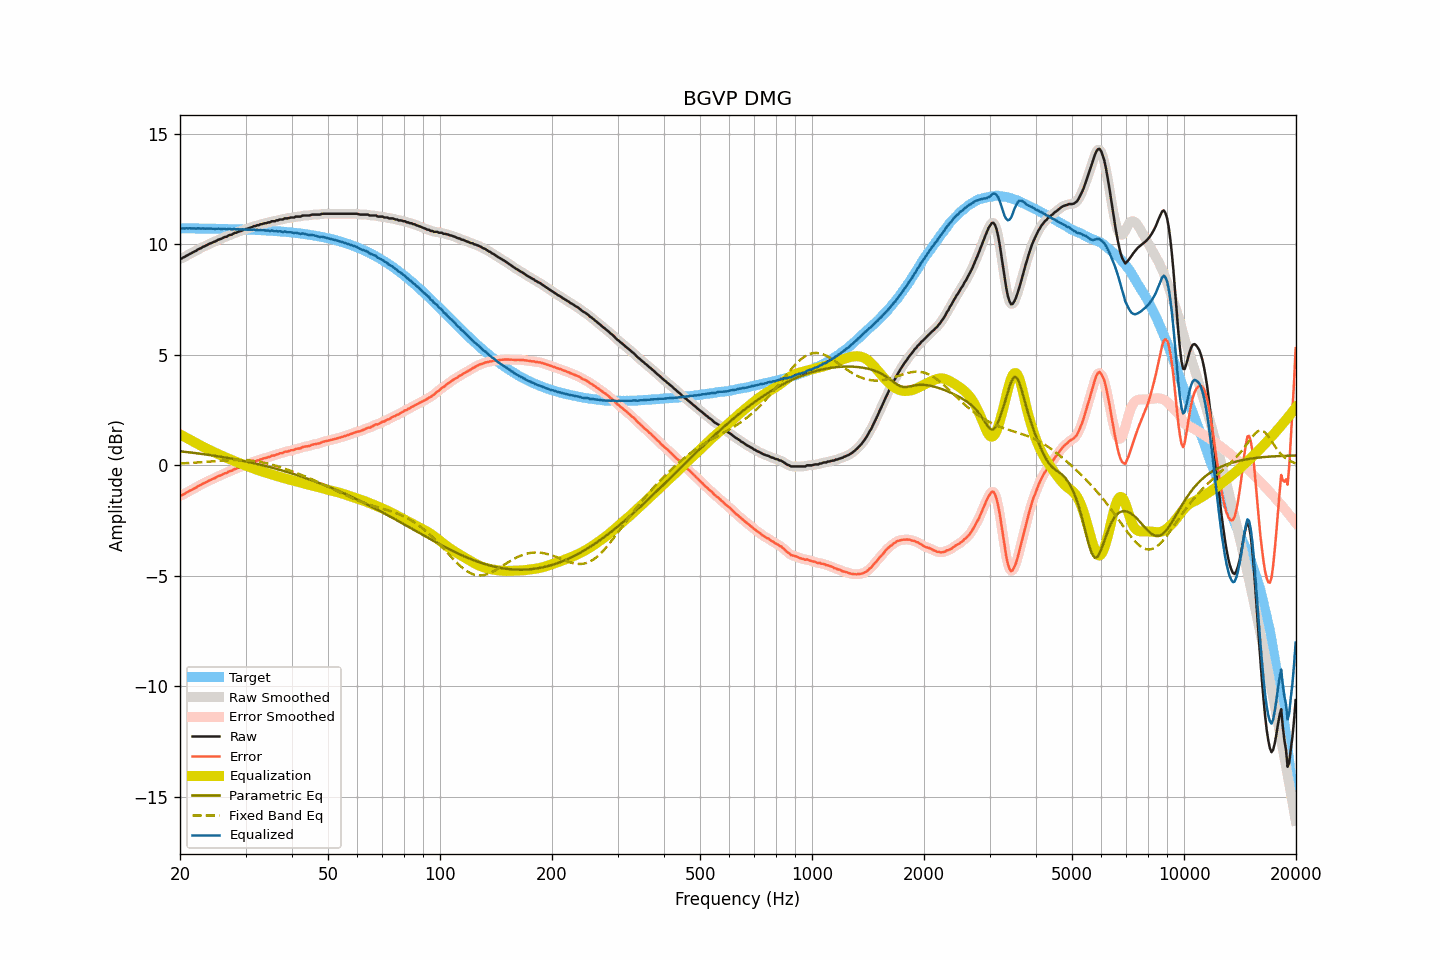 BGVP DMG
15
10
5
0
−5
−10
−15
Amplitude (dBr)
Target
Raw Smoothed
Error Smoothed
Raw
Error
Equalization
Parametric Eq
Fixed Band Eq
Equalized
20 50 100 200 500 1000 2000 5000 10000 20000
Frequency (Hz)